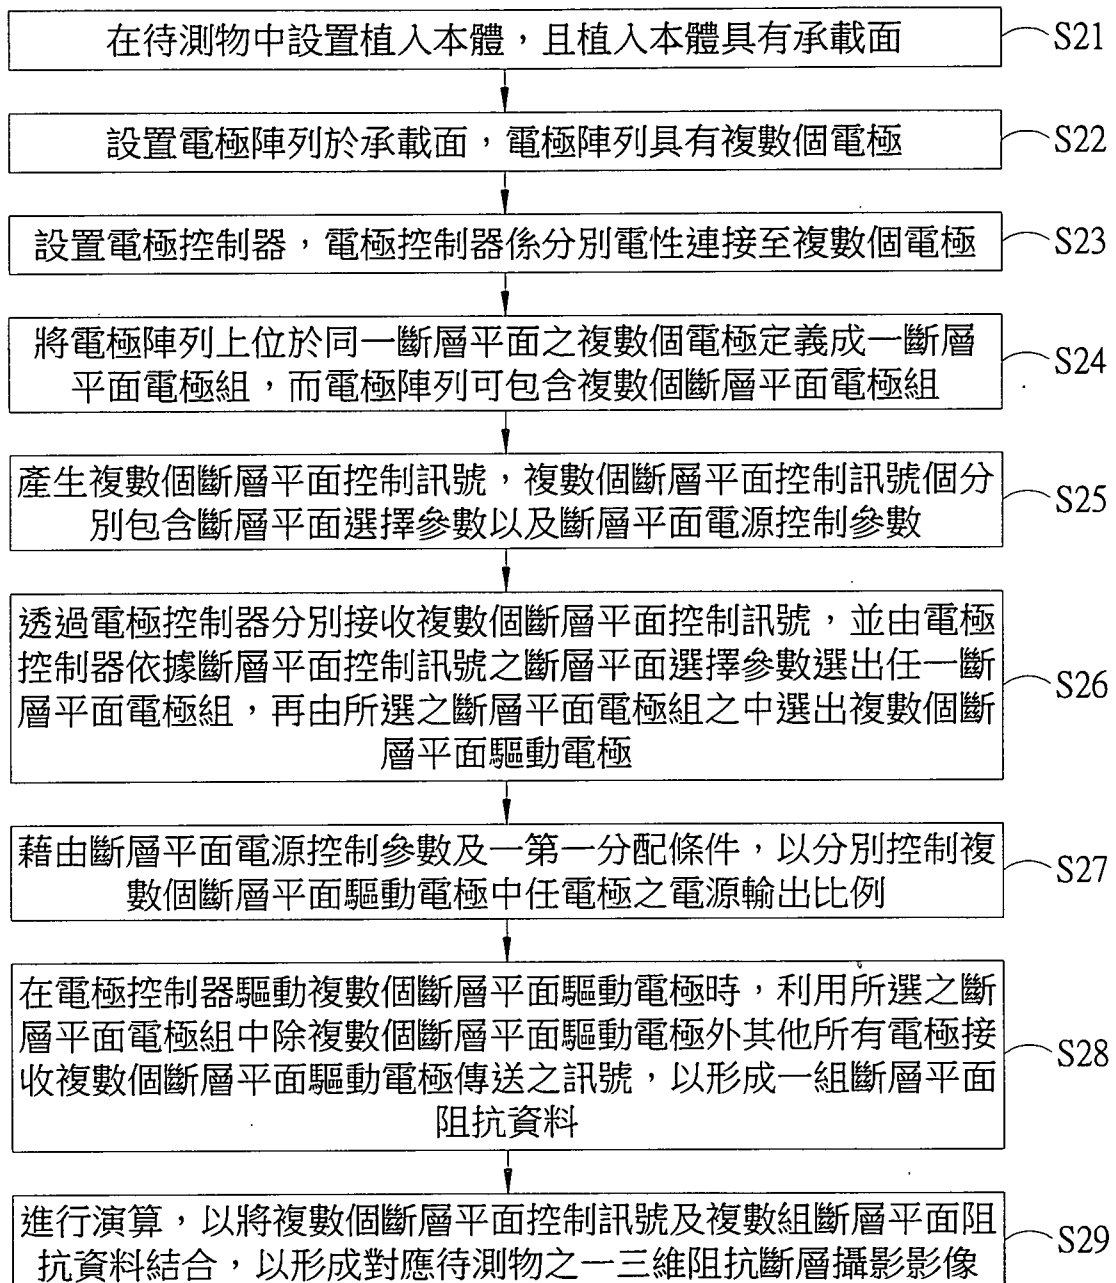 在待測物中設置植入本體，且植入本體具有承載面
S21
設置電極陣列於承載面，電極陣列具有複數個電極
S22
設置電極控制器，電極控制器係分別電性連接至複數個電極
S23
將電極陣列上位於同一斷層平面之複數個電極定義成一斷層
平面電極組，而電極陣列可包含複數個斷層平面電極組
S24
產生複數個斷層平面控制訊號，複數個斷層平面控制訊號個分
別包含斷層平面選擇參數以及斷層平面電源控制參數
S25
透過電極控制器分別接收複數個斷層平面控制訊號，並由電極
控制器依據斷層平面控制訊號之斷層平面選擇參數選出任一斷
層平面電極組，再由所選之斷層平面電極組之中選出複數個斷
層平面驅動電極
S26
藉由斷層平面電源控制參數及一第一分配條件，以分別控制複
數個斷層平面驅動電極中任電極之電源輸出比例
S27
在電極控制器驅動複數個斷層平面驅動電極時，利用所選之斷
層平面電極組中除複數個斷層平面驅動電極外其他所有電極接
收複數個斷層平面驅動電極傳送之訊號，以形成一組斷層平面
阻抗資料
S28
進行演算，以將複數個斷層平面控制訊號及複數組斷層平面阻
抗資料結合，以形成對應待測物之一三維阻抗斷層攝影影像
S29